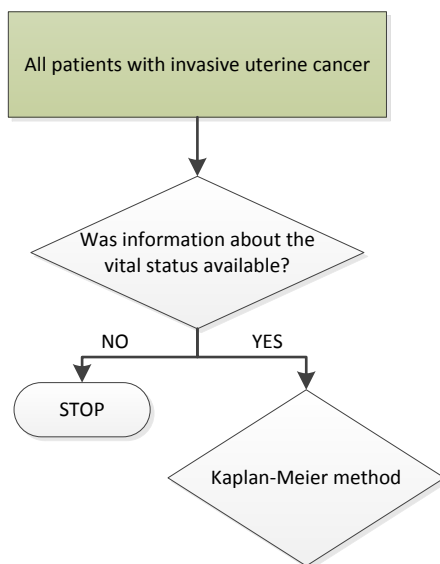 All patients with invasive uterine cancer
Was information about the
vital status available?
NO
YES
STOP
Kaplan-Meier method